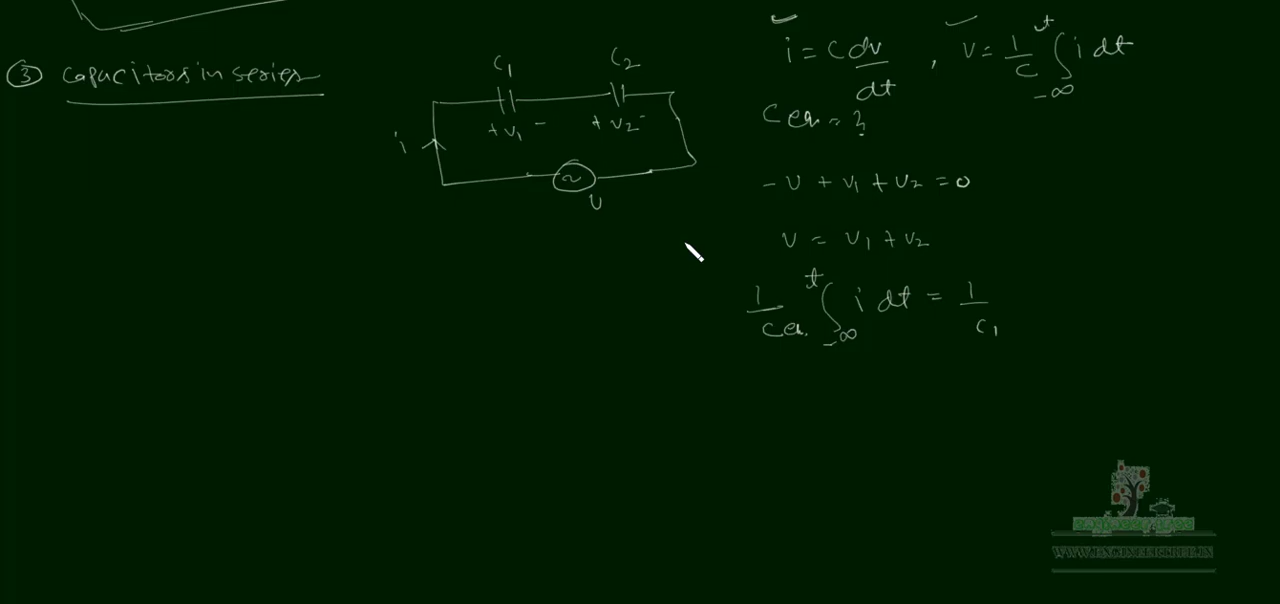 ③ Capacitors in series
C₁ C₂
+ V₁ -
+ V₂ -
i
V
i = C dv/dt , V = 1/C ∫_{-∞}^{t} i dt
Ceq = ?
- V + V₁ + V₂ = 0
V = V₁ + V₂
1/Ceq. ∫_{-∞}^{t} i dt = 1/C₁